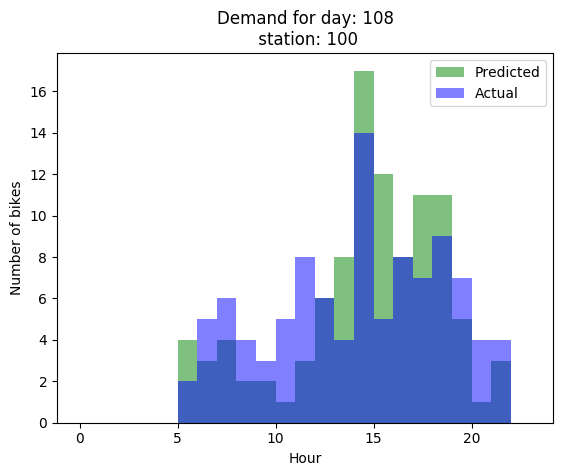 Demand for day: 108
station: 100
Predicted
Actual
Number of bikes
16
14
12
10
8
6
4
2
0
0 5 10 15 20
Hour